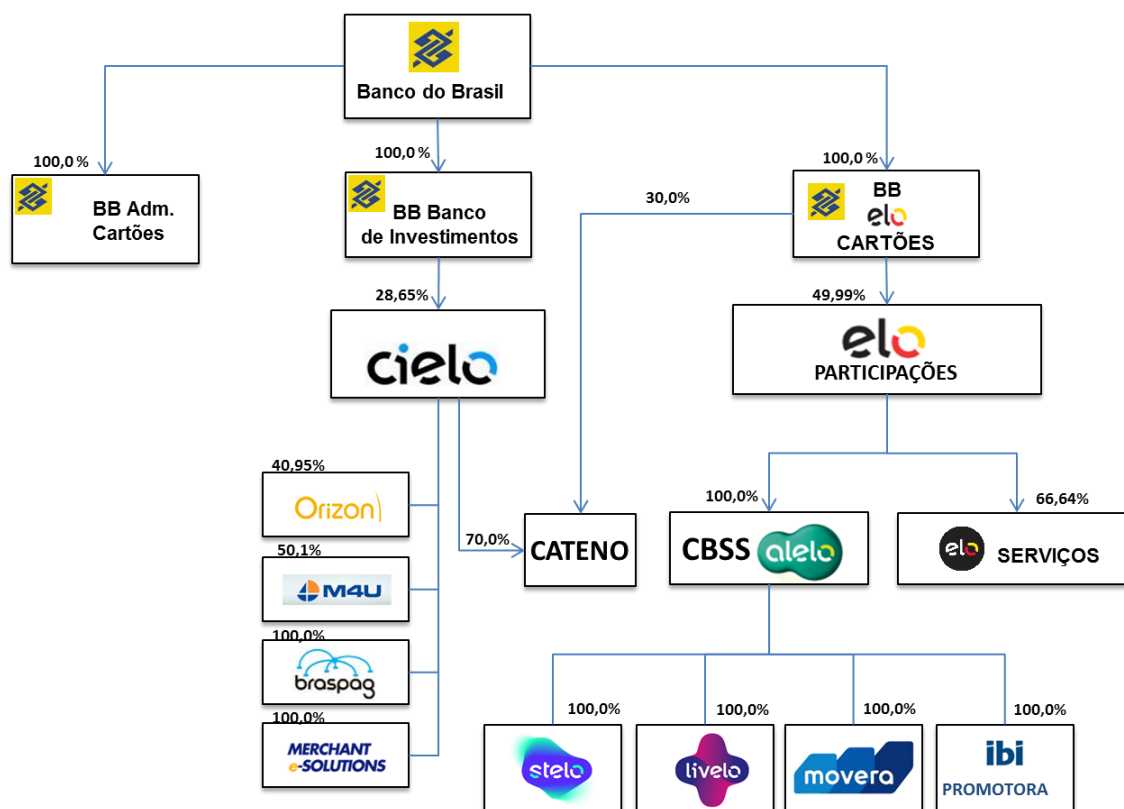 Banco do Brasil
100,0 %
100,0 %
100,0 %
BB Adm.
Cartões
BB Banco
de Investimentos
30,0%
BB
elo
CARTÕES
28,65%
49,99%
cielo
elo
PARTICIPAÇÕES
40,95%
Orizon
100,0%
66,64%
50,1%
M4U
70,0%
CATENO
CBSS alelo
elo SERVIÇOS
100,0%
braspag
100,0%
MERCHANT
e-SOLUTIONS
100,0%
100,0%
100,0%
100,0%
stelo
livelo
movera
ibi
PROMOTORA